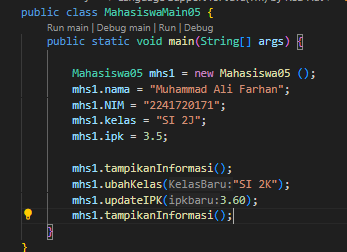 public class MahasiswaMain05 {
Run main | Debug main | Run | Debug
public static void main(String[] args) {
Mahasiswa05 mhs1 = new Mahasiswa05 ();
mhs1.nama = "Muhammad Ali Farhan";
mhs1.NIM = "2241720171";
mhs1.kelas = "SI 2J";
mhs1.ipk = 3.5;
mhs1.tampikanInformasi();
mhs1.ubahKelas(KelasBaru:"SI 2K");
mhs1.updateIPK(ipkbaru:3.60);
mhs1.tampikanInformasi();
}
}